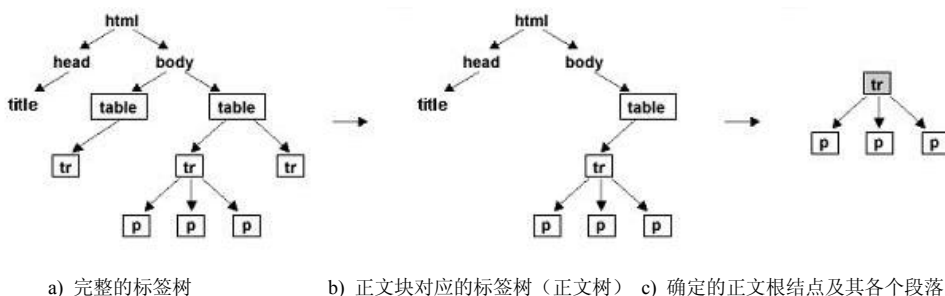 html html
head body head body
title table table title table tr
tr tr tr tr p p p
p p p p p p
a) 完整的标签树 b) 正文块对应的标签树（正文树） c) 确定的正文根结点及其各个段落